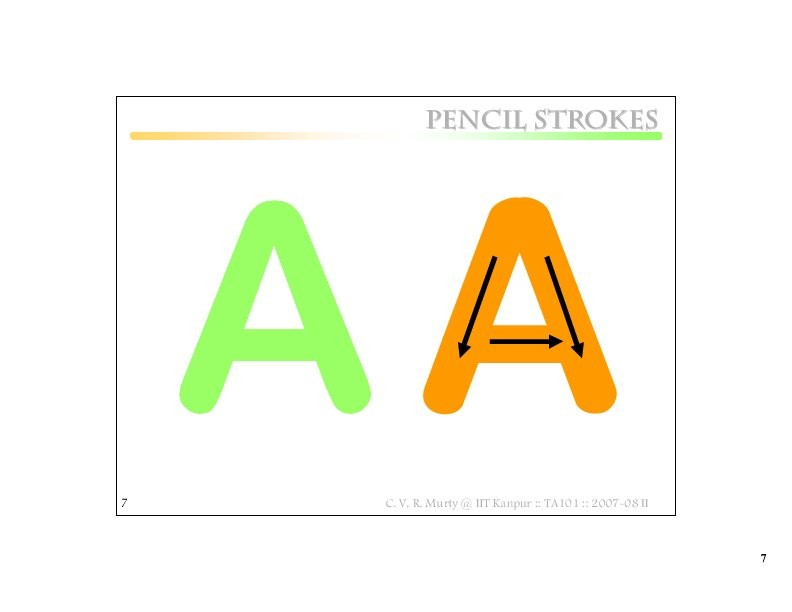 PENCIL STROKES
A A
7 C. V. R. Murty @ IIT Kanpur :: TA101 :: 2007-08 II
7